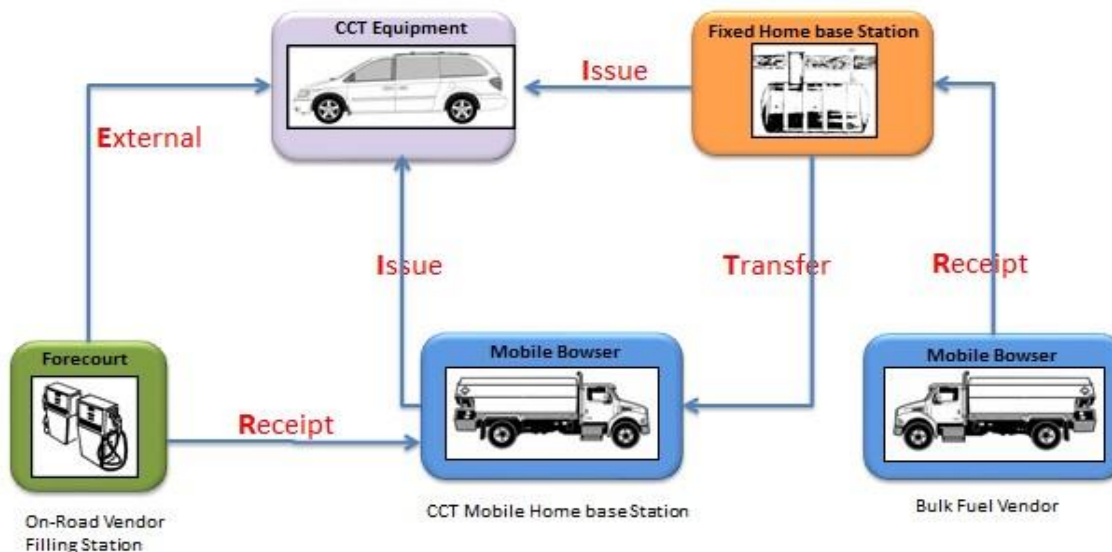 CCT Equipment
Fixed Home base Station
Issue
External
Issue
Transfer
Receipt
Forecourt
Mobile Bowser
Mobile Bowser
Receipt
On-Road Vendor
Filling Station
CCT Mobile Home base Station
Bulk Fuel Vendor